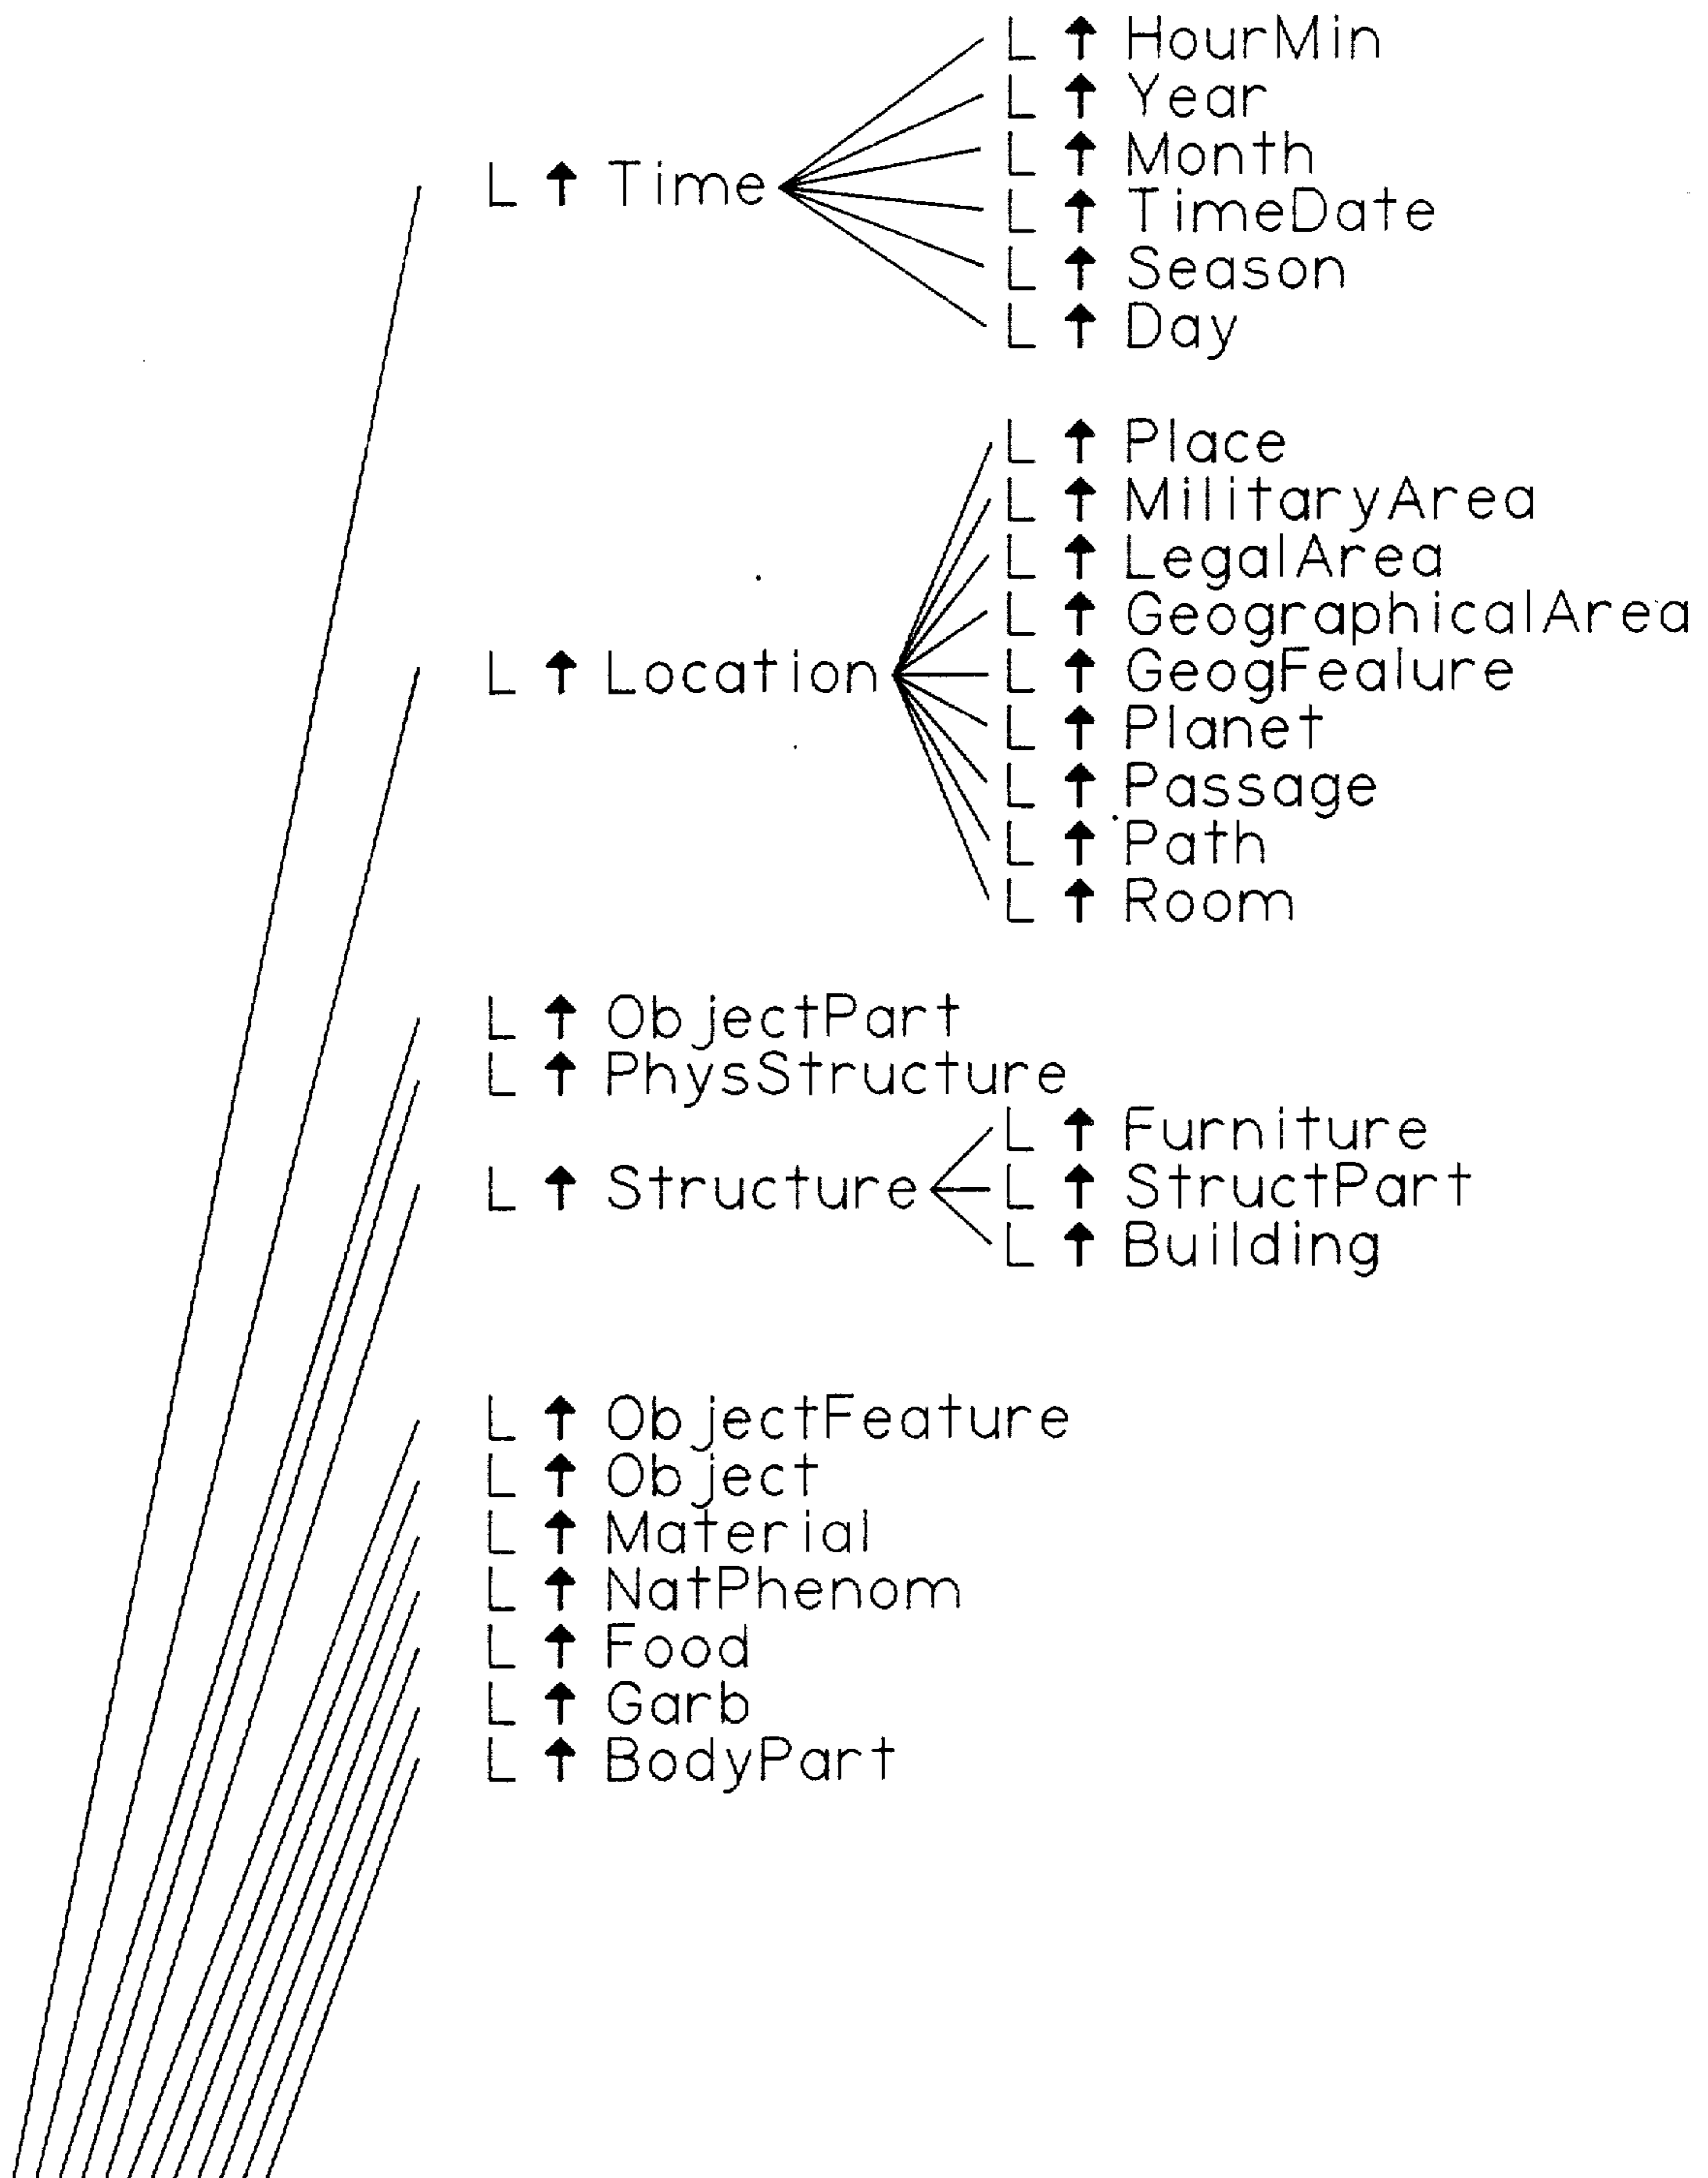 L ↑ HourMin
L ↑ Year
L ↑ Month
L ↑ Time
L ↑ TimeDate
L ↑ Season
L ↑ Day
L ↑ Place
L ↑ MilitaryArea
L ↑ LegalArea
L ↑ GeographicalArea
L ↑ Location
L ↑ GeogFealure
L ↑ Planet
L ↑ Passage
L ↑ Path
L ↑ Room
L ↑ ObjectPart
L ↑ PhysStructure
L ↑ Furniture
L ↑ Structure
L ↑ StructPart
L ↑ Building
L ↑ ObjectFeature
L ↑ Object
L ↑ Material
L ↑ NatPhenom
L ↑ Food
L ↑ Garb
L ↑ BodyPart